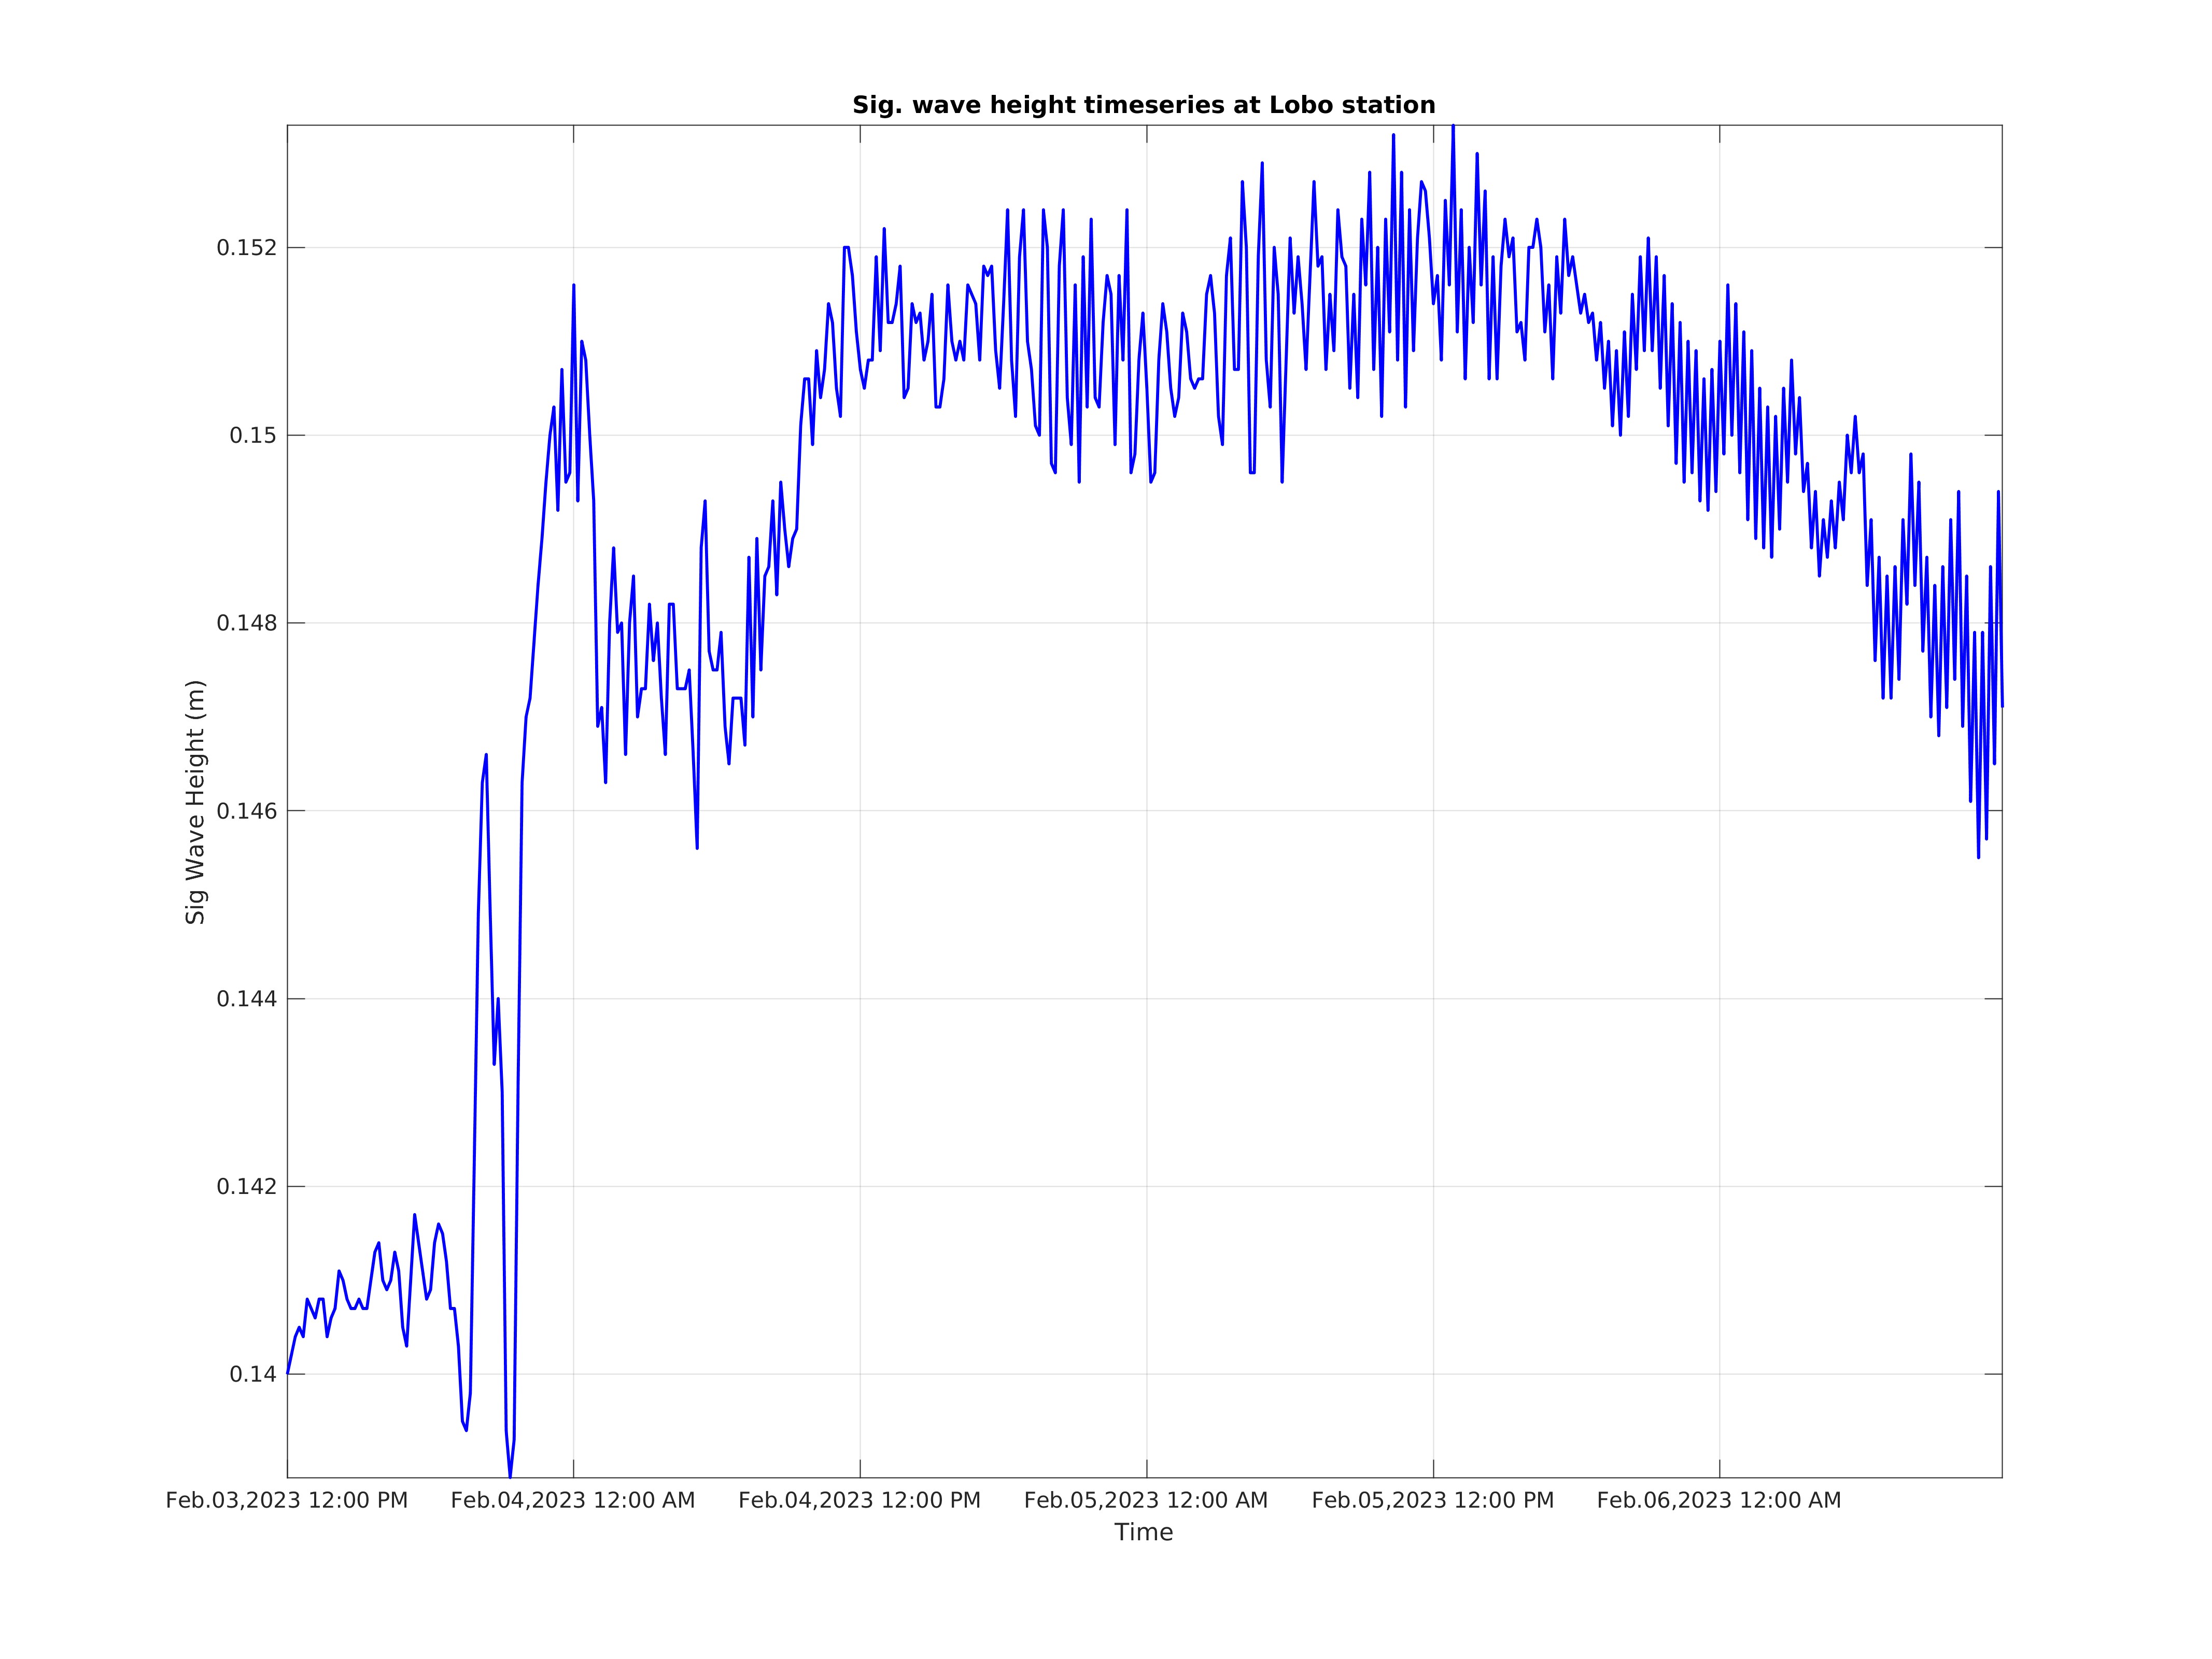 Sig. wave height timeseries at Lobo station
0.152
0.15
0.148
0.146
0.144
0.142
0.14
Sig Wave Height (m)
Feb.03,2023 12:00 PM
Feb.04,2023 12:00 AM
Feb.04,2023 12:00 PM
Feb.05,2023 12:00 AM
Feb.05,2023 12:00 PM
Feb.06,2023 12:00 AM
Time